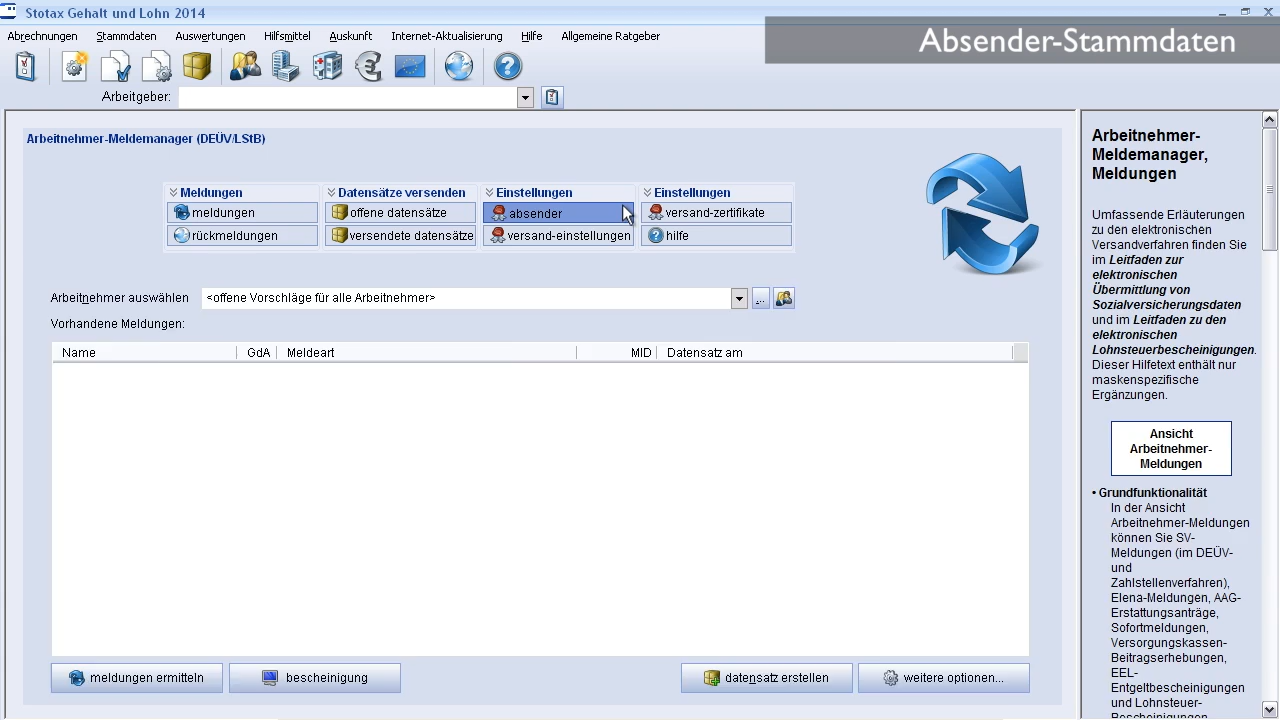 Stotax Gehalt und Lohn 2014
Abrechnungen Stammdaten Auswertungen Hilfsmittel Auskunft Internet-Aktualisierung Hilfe Allgemeine Ratgeber
Absender-Stammdaten
Arbeitgeber:
Arbeitnehmer-Meldemanager (DEÜV/LStB)
Meldungen Datensätze versenden Einstellungen Einstellungen
meldungen offene datensätze absender versand-zertifikate
rückmeldungen versendete datensätze versand-einstellungen hilfe
Arbeitnehmer auswählen <offene Vorschläge für alle Arbeitnehmer> ...
Vorhandene Meldungen:
Name GdA Meldeart MID Datensatz am
meldungen ermitteln bescheinigung datensatz erstellen weitere optionen...
Arbeitnehmer-
Meldemanager,
Meldungen
Umfassende Erläuterungen
zu den elektronischen
Versandverfahren finden Sie
im Leitfaden zur
elektronischen
Übermittlung von
Sozialversicherungsdaten
und im Leitfaden zu den
elektronischen
Lohnsteuerbescheinigungen.
Dieser Hilfetext enthält nur
maskenspezifische
Ergänzungen.
Ansicht
Arbeitnehmer-
Meldungen
• Grundfunktionalität
In der Ansicht
Arbeitnehmer-Meldungen
können Sie SV-
Meldungen (im DEÜV-
und
Zahlstellenverfahren),
Elena-Meldungen, AAG-
Erstattungsanträge,
Sofortmeldungen,
Versorgungskassen-
Beitragserhebungen,
EEL-
Entgeltbescheinigungen
und Lohnsteuer-
Bescheinigungen